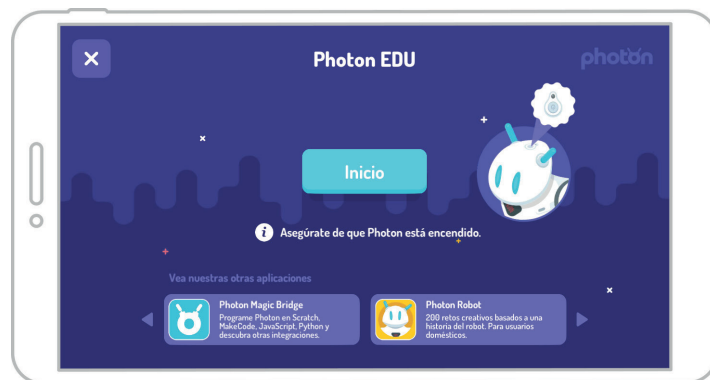 Photon EDU
photon
Inicio
i Asegúrate de que Photon está encendido.
Vea nuestras otras aplicaciones
Photon Magic Bridge
Programe Photon en Scratch,
MakeCode, JavaScript, Python y
descubra otras integraciones.
Photon Robot
200 retos creativos basados a una
historia del robot. Para usuarios
domésticos.